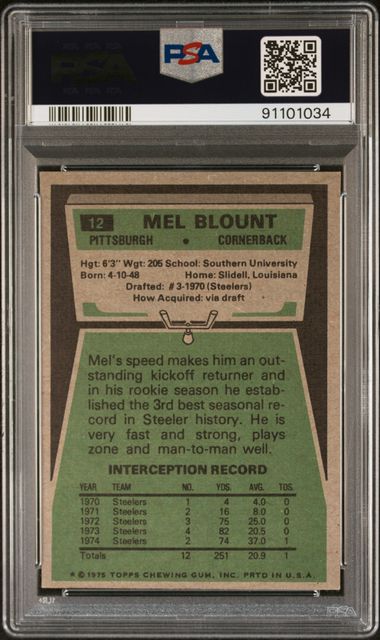 PSA
PSA
91101034
12 MEL BLOUNT
PITTSBURGH • CORNERBACK
Hgt: 6'3" Wgt: 205 School: Southern University
Born: 4-10-48 Home: Slidell, Louisiana
Drafted: #3-1970 (Steelers)
How Acquired: via draft
Mel's speed makes him an out-
standing kickoff returner and
in his rookie season he estab-
lished the 3rd best seasonal re-
cord in Steeler history. He is
very fast and strong, plays
zone and man-to-man well.
INTERCEPTION RECORD
YEAR TEAM NO. YDS. AVG. TDS.
1970 Steelers 1 4 4.0 0
1971 Steelers 2 16 8.0 0
1972 Steelers 3 75 25.0 0
1973 Steelers 4 82 20.5 0
1974 Steelers 2 74 37.0 1
Totals 12 251 20.9 1
* © 1975 TOPPS CHEWING GUM, INC. PRTD IN U.S.A.